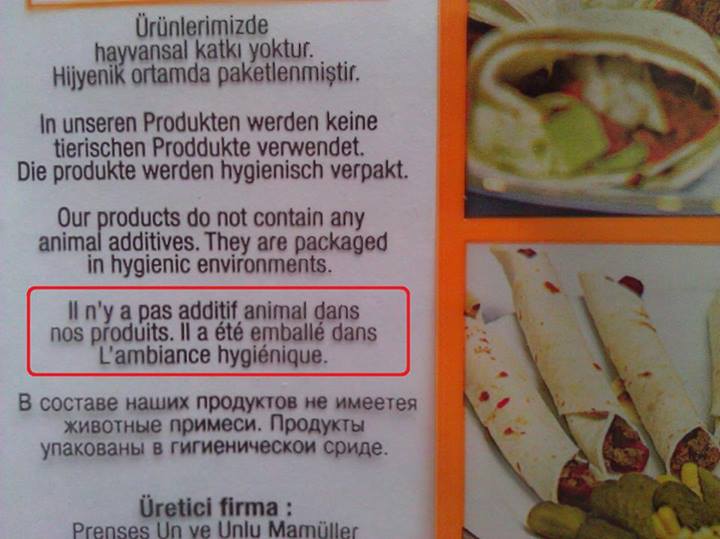 Ürünlerimizde
hayvansal katkı yoktur.
Hijyenik ortamda paketlenmiştir.
In unseren Produkten werden keine
tierischen Proddukte verwendet.
Die produkte werden hygienisch verpakt.
Our products do not contain any
animal additives. They are packaged
in hygienic environments.
Il n'y a pas additif animal dans
nos produits. Il a été emballé dans
L'ambiance hygiénique.
В составе наших продуктов не имеетея
животные примеси. Продукты
упакованы в гигиеническои сриде.
Üretici firma :
Prenses Un ve Unlu Mamüller